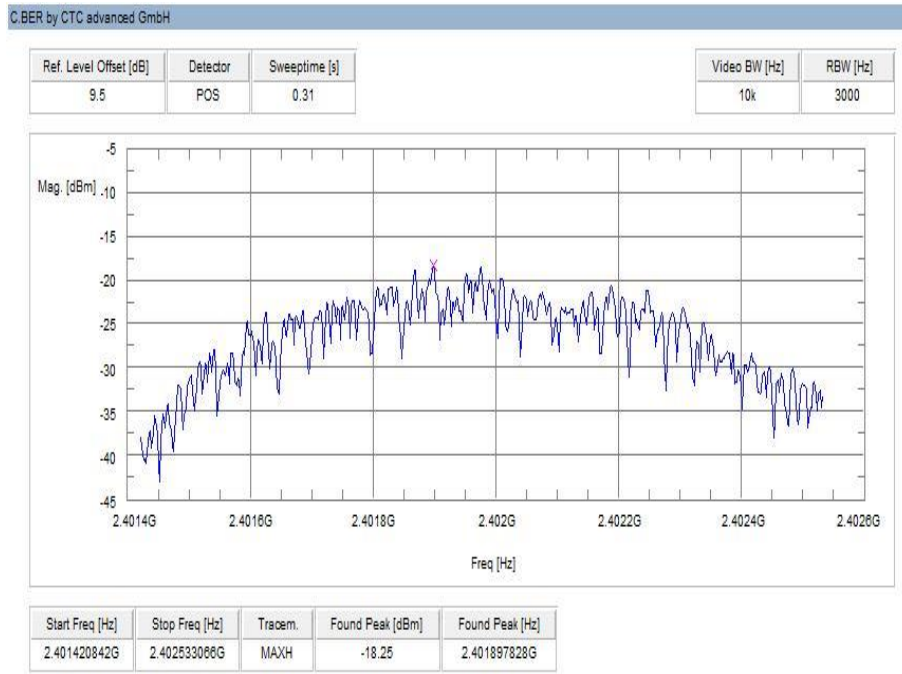 C.BER by CTC advanced GmbH
Ref. Level Offset [dB] Detector Sweeptime [s] Video BW [Hz] RBW [Hz]
9.5 POS 0.31 10k 3000
-5
Mag. [dBm] -10
-15
-20
-25
-30
-35
-40
-45
2.4014G 2.4016G 2.4018G 2.402G 2.4022G 2.4024G 2.4026G
Freq [Hz]
Start Freq [Hz] Stop Freq [Hz] Tracem. Found Peak [dBm] Found Peak [Hz]
2.401420842G 2.402533066G MAXH -18.25 2.401897828G